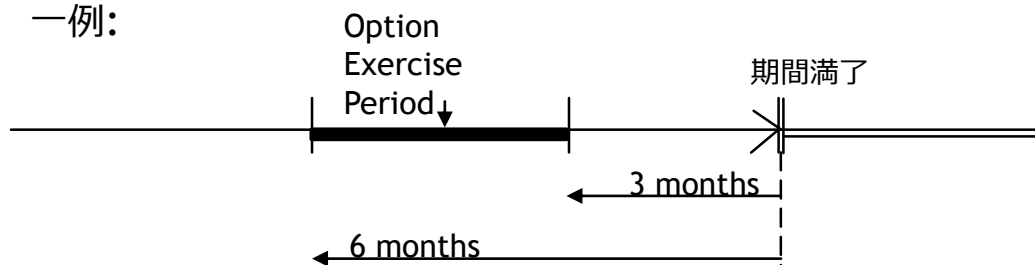 一例:
Option
Exercise
Period
期間満了
3 months
6 months